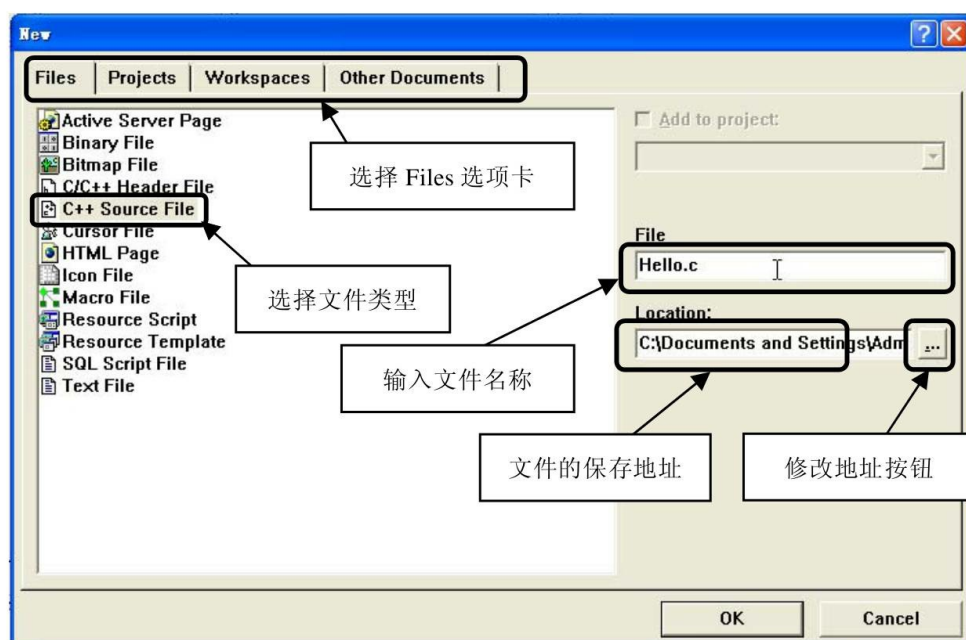 New
Files Projects Workspaces Other Documents
Active Server Page
Binary File
Bitmap File
C/C++ Header File
C++ Source File
Cursor File
HTML Page
Icon File
Macro File
Resource Script
Resource Template
SQL Script File
Text File
选择 Files 选项卡
选择文件类型
输入文件名称
文件的保存地址
修改地址按钮
Add to project:
File
Hello.c
Location:
C:\Documents and Settings\Adm
...
OK Cancel